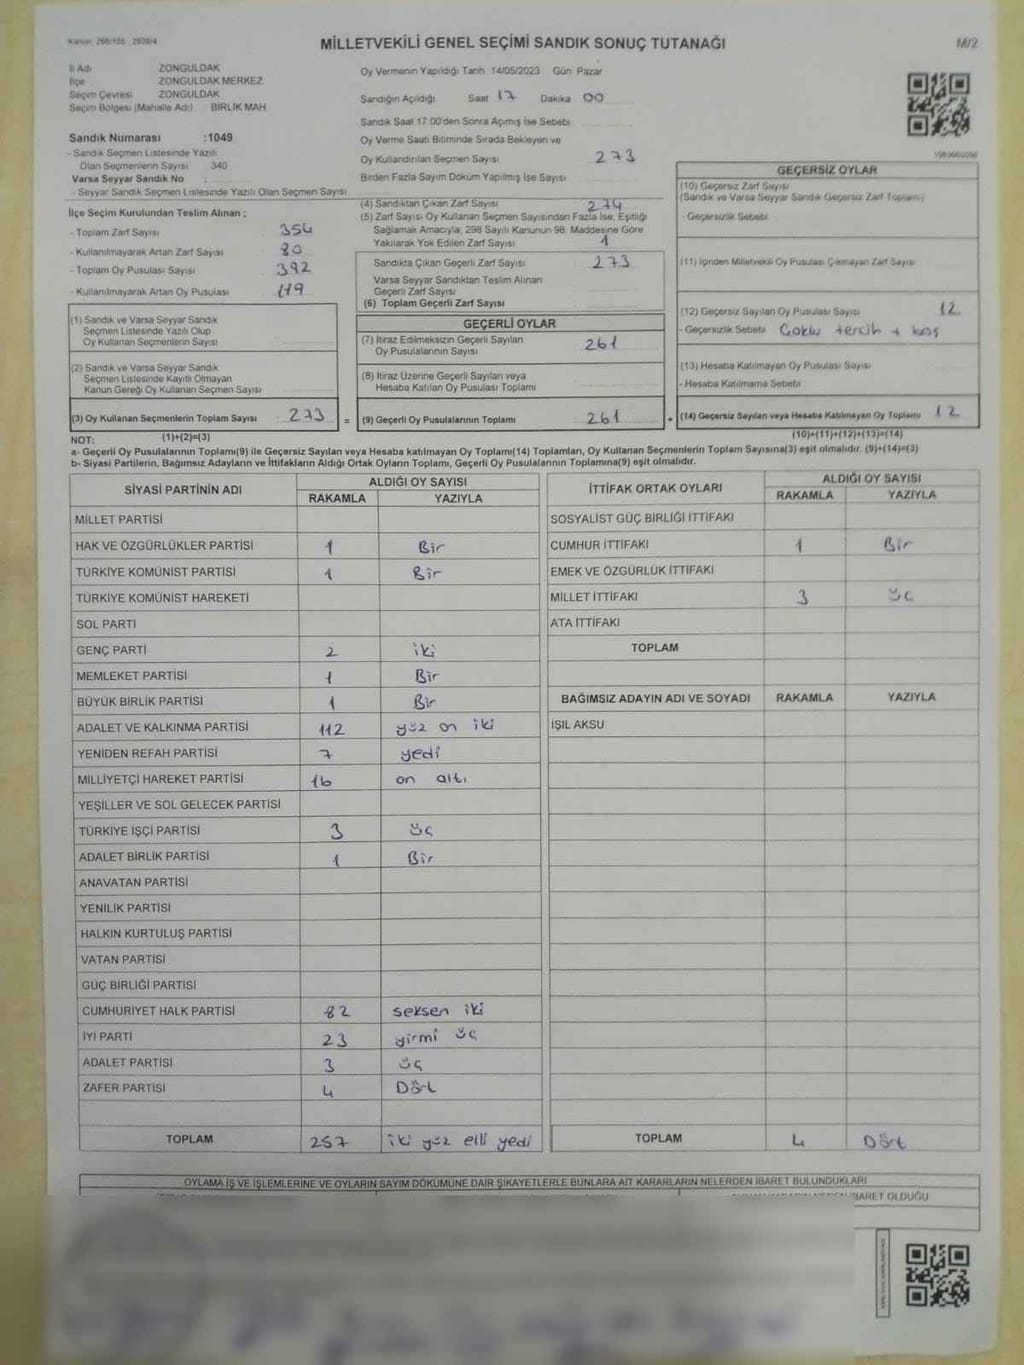 Kanun: 298/105 , 2839/4
MİLLETVEKİLİ GENEL SEÇİMİ SANDIK SONUÇ TUTANAĞI
M/2
İl Adı ZONGULDAK
İlçe ZONGULDAK MERKEZ
Seçim Çevresi ZONGULDAK
Seçim Bölgesi (Mahalle Adı) BİRLİK MAH
Sandık Numarası :1049
- Sandık Seçmen Listesinde Yazılı
Olan Seçmenlerin Sayısı 340
Varsa Seyyar Sandık No :
- Seyyar Sandık Seçmen Listesinde Yazılı Olan Seçmen Sayısı
Oy Vermenin Yapıldığı Tarih 14/05/2023 Gün Pazar
Sandığın Açıldığı Saat 17 Dakika 00
Sandık Saat 17:00'den Sonra Açılmış İse Sebebi
Oy Verme Saati Bitiminde Sırada Bekleyen ve
Oy Kullandırılan Seçmen Sayısı 273
Birden Fazla Sayım Döküm Yapılmış İse Sayısı
İlçe Seçim Kurulundan Teslim Alınan ;
- Toplam Zarf Sayısı 354
- Kullanılmayarak Artan Zarf Sayısı 80
- Toplam Oy Pusulası Sayısı 392
- Kullanılmayarak Artan Oy Pusulası 119
(4) Sandıktan Çıkan Zarf Sayısı 274
(5) Zarf Sayısı Oy Kullanan Seçmen Sayısından Fazla İse, Eşitliği
Sağlamak Amacıyla, 298 Sayılı Kanunun 98. Maddesine Göre
Yakılarak Yok Edilen Zarf Sayısı 1
Sandıkta Çıkan Geçerli Zarf Sayısı 273
Varsa Seyyar Sandıktan Teslim Alınan
Geçerli Zarf Sayısı
(6) Toplam Geçerli Zarf Sayısı
GEÇERSİZ OYLAR
(10) Geçersiz Zarf Sayısı
(Sandık ve Varsa Seyyar Sandık Geçersiz Zarf Toplamı)
- Geçersizlik Sebebi
(11) İçinden Milletvekili Oy Pusulası Çıkmayan Zarf Sayısı
(12) Geçersiz Sayılan Oy Pusulası Sayısı 12
- Geçersizlik Sebebi Çoklu tercih + boş
(13) Hesaba Katılmayan Oy Pusulası Sayısı
- Hesaba Katılmama Sebebi
(14) Geçersiz Sayılan veya Hesaba Katılmayan Oy Toplamı 12
(10)+(11)+(12)+(13)=(14)
(1) Sandık ve Varsa Seyyar Sandık
Seçmen Listesinde Yazılı Olup
Oy Kullanan Seçmen Sayısı
(2) Sandık ve Varsa Seyyar Sandık
Seçmen Listesinde Kayıtlı Olmayan
Kanun Gereği Oy Kullanan Seçmen Sayısı
(3) Oy Kullanan Seçmenlerin Toplam Sayısı 273 =
GEÇERLİ OYLAR
(7) İtiraz Edilmeksizin Geçerli Sayılan
Oy Pusulalarının Sayısı 261
(8) İtiraz Üzerine Geçerli Sayılan veya
Hesaba Katılan Oy Pusulası Toplamı
(9) Geçerli Oy Pusulalarının Toplamı 261 +
NOT: (1)+(2)=(3)
a- Geçerli Oy Pusulalarının Toplamı(9) ile Geçersiz Sayılan veya Hesaba katılmayan Oy Toplamı(14) Toplamları, Oy Kullanan Seçmenlerin Toplam Sayısına(3) eşit olmalıdır. (9)+(14)=(3)
b- Siyasi Partilerin, Bağımsız Adayların ve İttifakların Aldığı Ortak Oyların Toplamı, Geçerli Oy Pusulalarının Toplamına(9) eşit olmalıdır.
SİYASİ PARTİNİN ADI ALDIĞI OY SAYISI
RAKAMLA YAZIYLA
MİLLET PARTİSİ
HAK VE ÖZGÜRLÜKLER PARTİSİ 1 Bir
TÜRKİYE KOMÜNİST PARTİSİ 1 Bir
TÜRKİYE KOMÜNİST HAREKETİ
SOL PARTİ
GENÇ PARTİ 2 iki
MEMLEKET PARTİSİ 1 Bir
BÜYÜK BİRLİK PARTİSİ 1 Bir
ADALET VE KALKINMA PARTİSİ 112 yüz on iki
YENİDEN REFAH PARTİSİ 7 yedi
MİLLİYETÇİ HAREKET PARTİSİ 16 on altı
YEŞİLLER VE SOL GELECEK PARTİSİ
TÜRKİYE İŞÇİ PARTİSİ 3 üç
ADALET BİRLİK PARTİSİ 1 Bir
ANAVATAN PARTİSİ
YENİLİK PARTİSİ
HALKIN KURTULUŞ PARTİSİ
VATAN PARTİSİ
GÜÇ BİRLİĞİ PARTİSİ
CUMHURİYET HALK PARTİSİ 82 seksen iki
İYİ PARTİ 23 yirmi üç
ADALET PARTİSİ 3 üç
ZAFER PARTİSİ 4 Dört
TOPLAM 257 iki yüz elli yedi
İTTİFAK ORTAK OYLARI ALDIĞI OY SAYISI
RAKAMLA YAZIYLA
SOSYALİST GÜÇ BİRLİĞİ İTTİFAKI
CUMHUR İTTİFAKI 1 Bir
EMEK VE ÖZGÜRLÜK İTTİFAKI
MİLLET İTTİFAKI 3 üç
ATA İTTİFAKI
TOPLAM
BAĞIMSIZ ADAYIN ADI VE SOYADI RAKAMLA YAZIYLA
IŞIL AKSU
TOPLAM 4 Dört
OYLAMA İŞ VE İŞLEMLERİNE VE OYLARIN SAYIM DÖKÜMÜNE DAİR ŞİKAYETLERLE BUNLARA AİT KARARLARIN NELERDEN İBARET BULUNDUKLARI
İBARET OLDUĞU